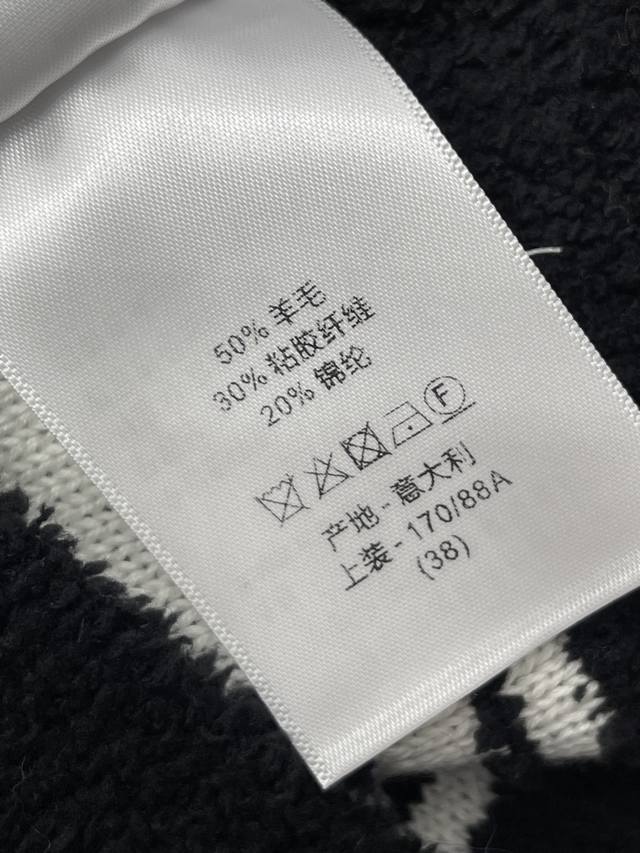 50% 羊毛
30% 粘胶纤维
20% 锦纶
F
产地 - 意大利
上装 - 170/88A
(38)